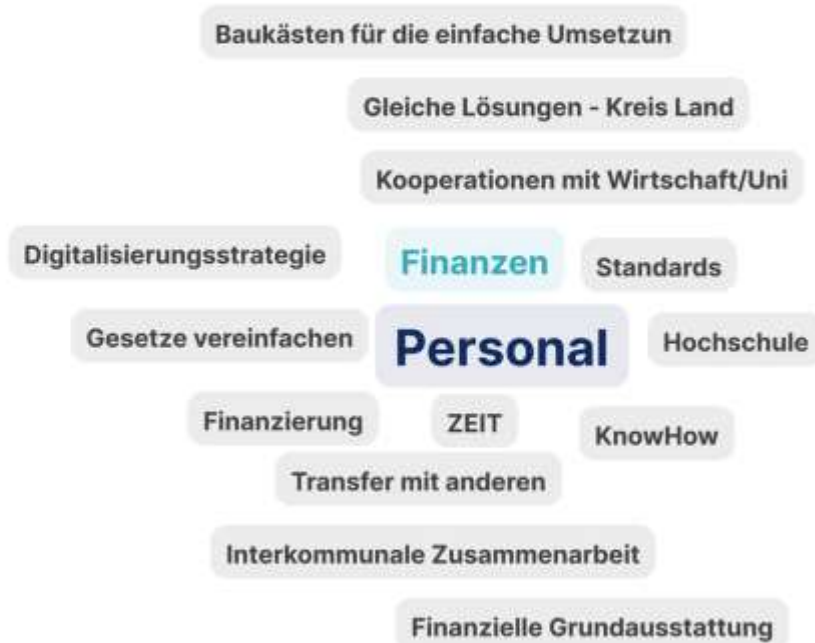 Baukästen für die einfache Umsetzun
Gleiche Lösungen - Kreis Land
Kooperationen mit Wirtschaft/Uni
Digitalisierungsstrategie
Finanzen
Standards
Gesetze vereinfachen
Personal
Hochschule
Finanzierung
ZEIT
KnowHow
Transfer mit anderen
Interkommunale Zusammenarbeit
Finanzielle Grundausstattung